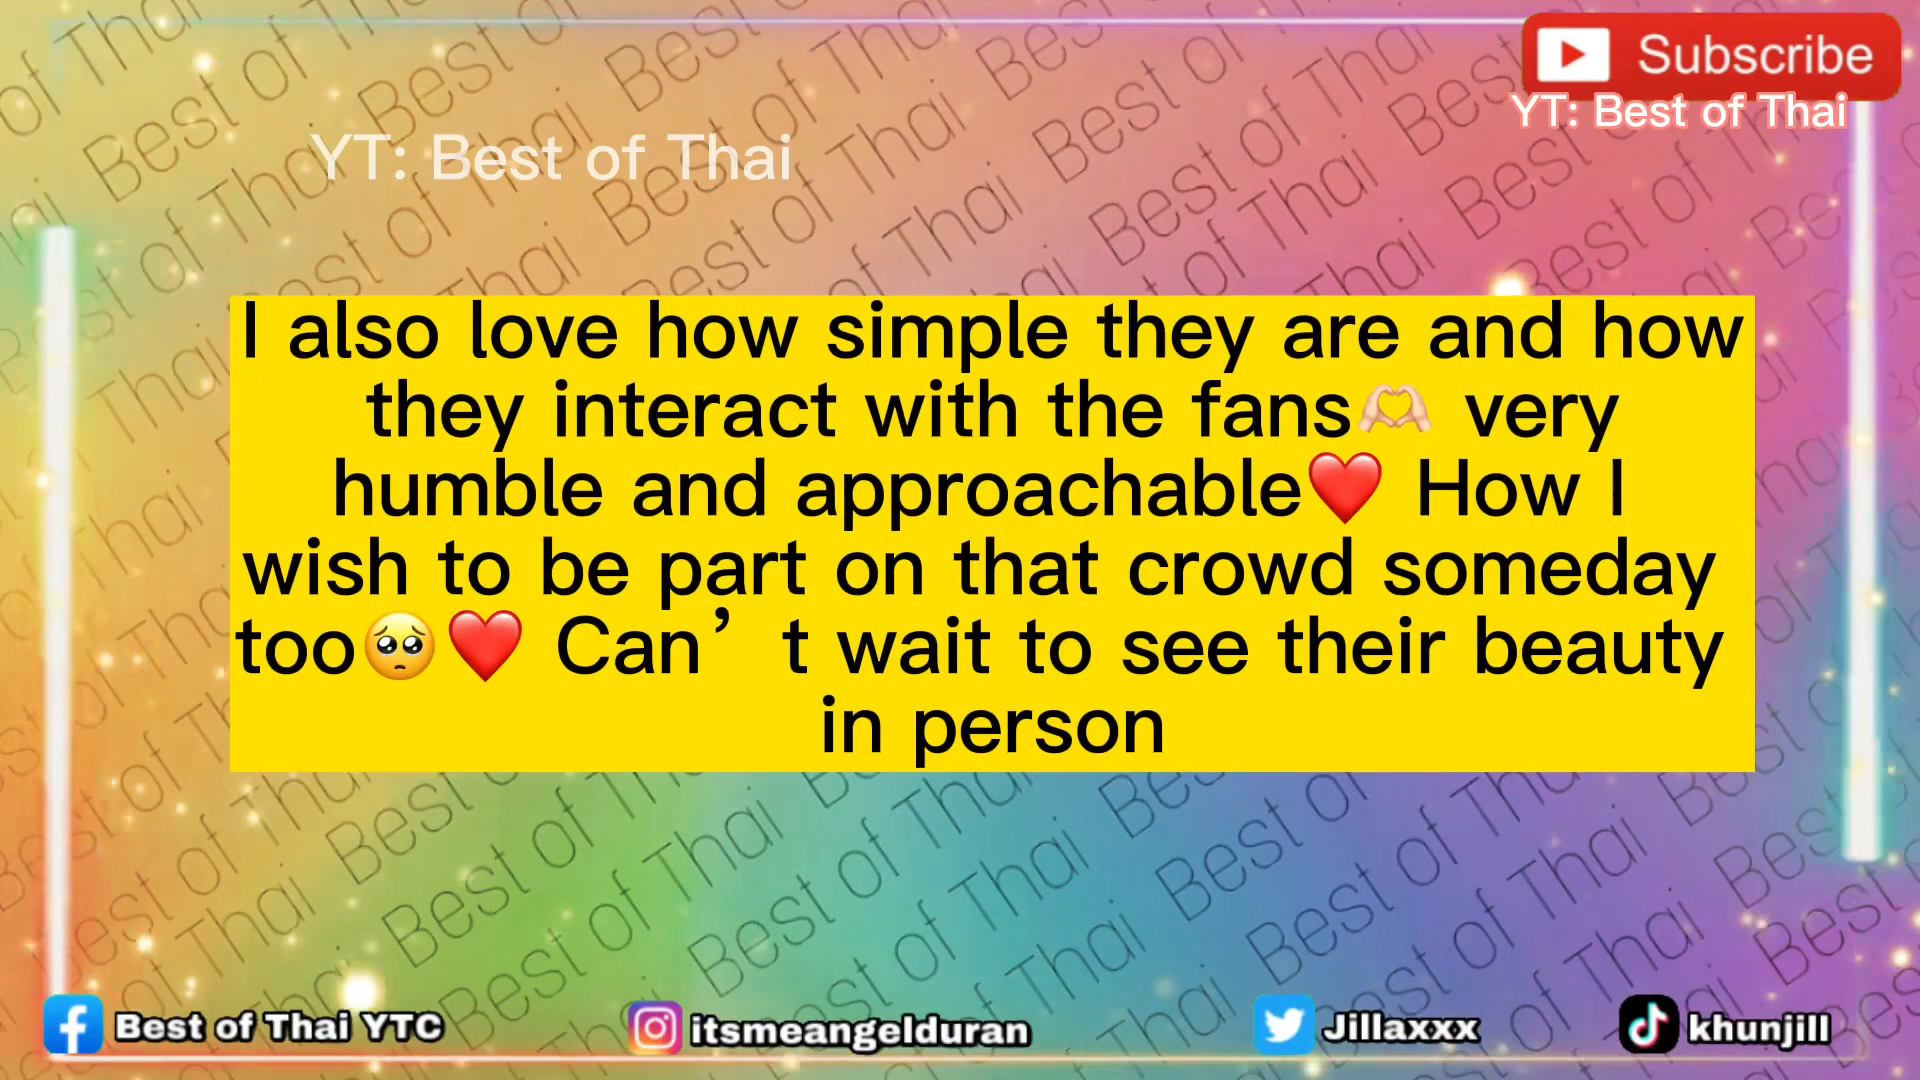 Subscribe
YT: Best of Thai
YT: Best of Thai
I also love how simple they are and how
they interact with the fans🫶🏻 very
humble and approachable❤️ How I
wish to be part on that crowd someday
too🥺❤️ Can’t wait to see their beauty
in person
Best of Thai YTC
itsmeangelduran
Jillaxxx
khunjill